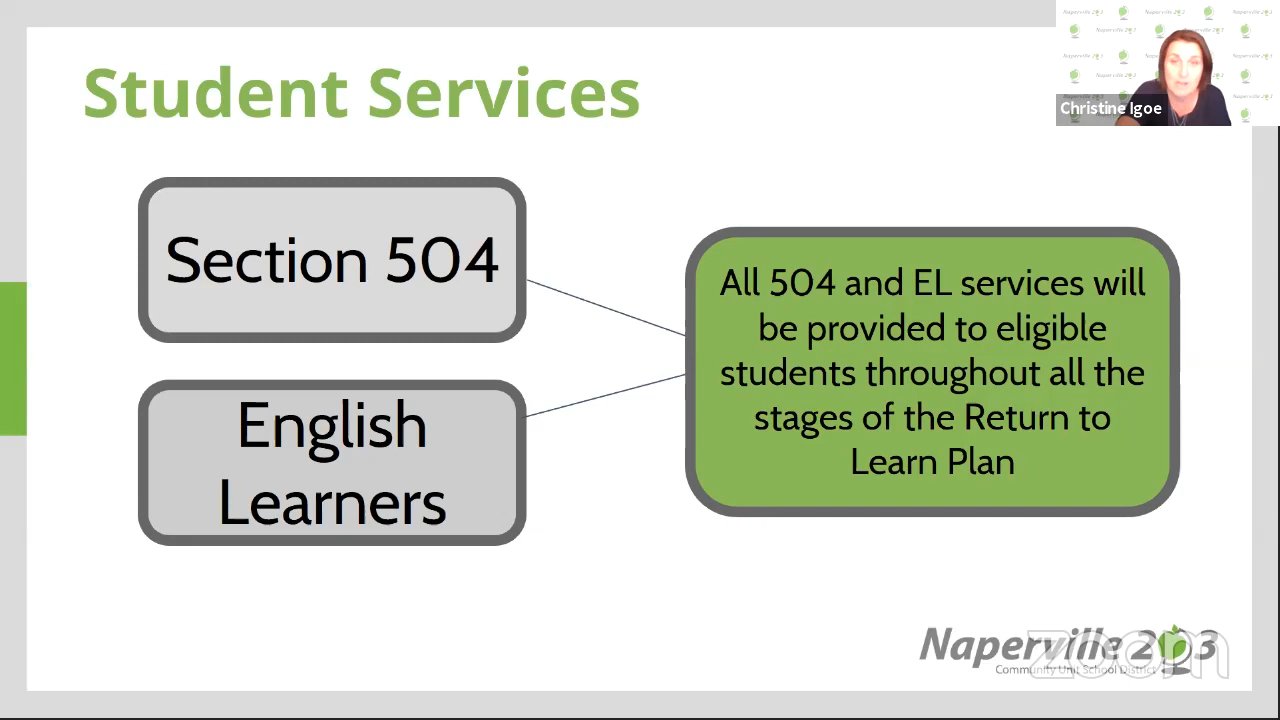 Student Services
Christine Igoe
Section 504
English
Learners
All 504 and EL services will
be provided to eligible
students throughout all the
stages of the Return to
Learn Plan
Naperville 203
Community Unit School District
zoom